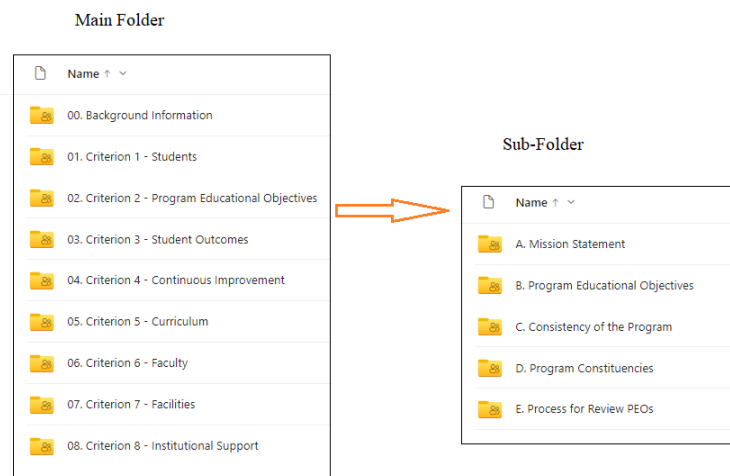 Main Folder
Name ↑
00. Background Information
01. Criterion 1 - Students
02. Criterion 2 - Program Educational Objectives
03. Criterion 3 - Student Outcomes
04. Criterion 4 - Continuous Improvement
05. Criterion 5 - Curriculum
06. Criterion 6 - Faculty
07. Criterion 7 - Facilities
08. Criterion 8 - Institutional Support
Sub-Folder
Name ↑
A. Mission Statement
B. Program Educational Objectives
C. Consistency of the Program
D. Program Constituencies
E. Process for Review PEOs